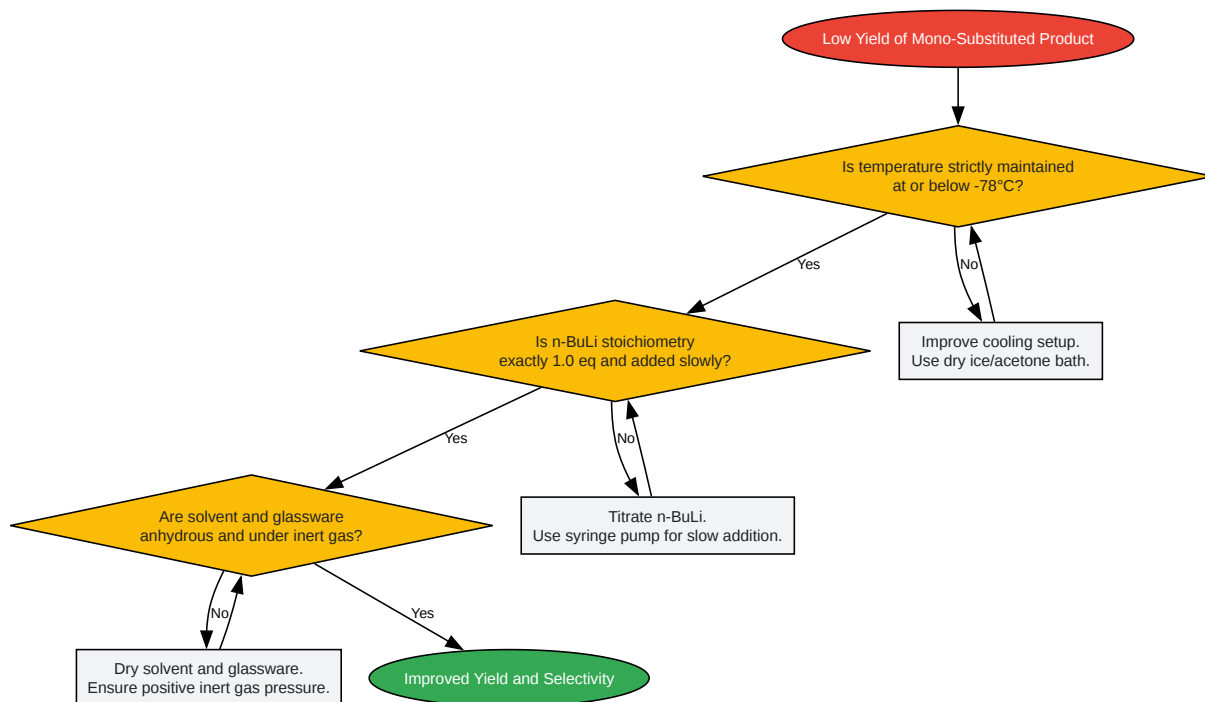 Low Yield of Mono-Substituted Product
Is temperature strictly maintained
at or below -78°C?
Yes
No
Improve cooling setup.
Use dry ice/acetone bath.
Is n-BuLi stoichiometry
exactly 1.0 eq and added slowly?
Yes
No
Titrate n-BuLi.
Use syringe pump for slow addition.
Are solvent and glassware
anhydrous and under inert gas?
No
Yes
Dry solvent and glassware.
Ensure positive inert gas pressure.
Improved Yield and Selectivity